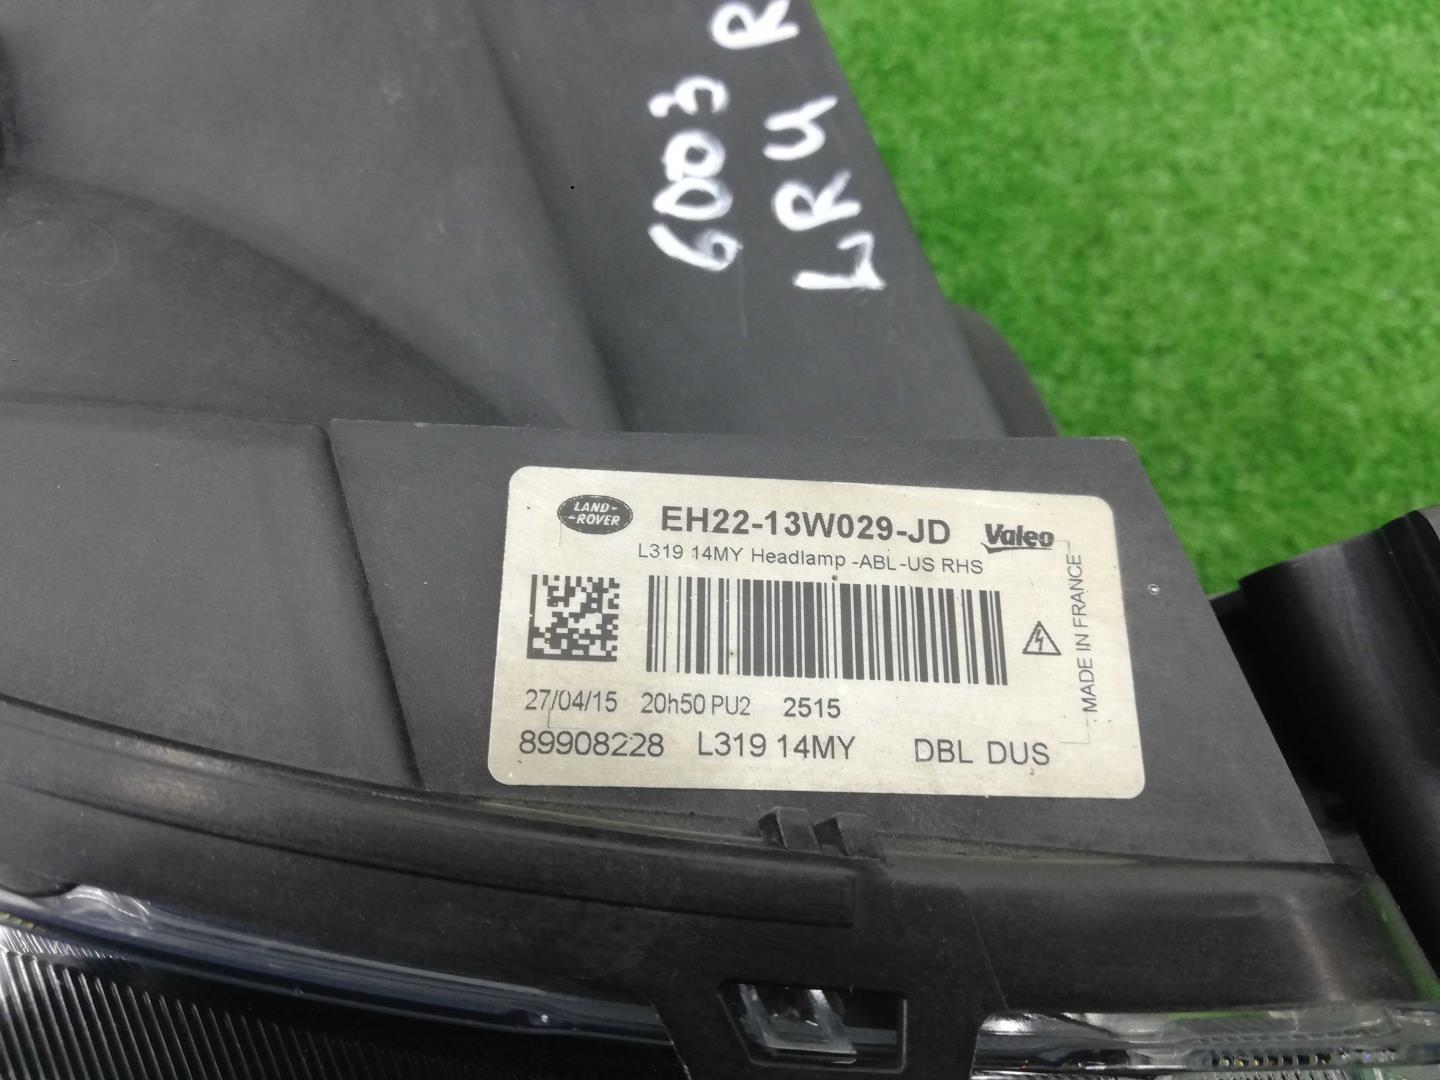 6003 R
LR4
LAND-
-ROVER
EH22-13W029-JD
Valeo
L319 14MY Headlamp -ABL -US RHS
MADE IN FRANCE
27/04/15 20h50 PU2 2515
89908228 L319 14MY DBL DUS